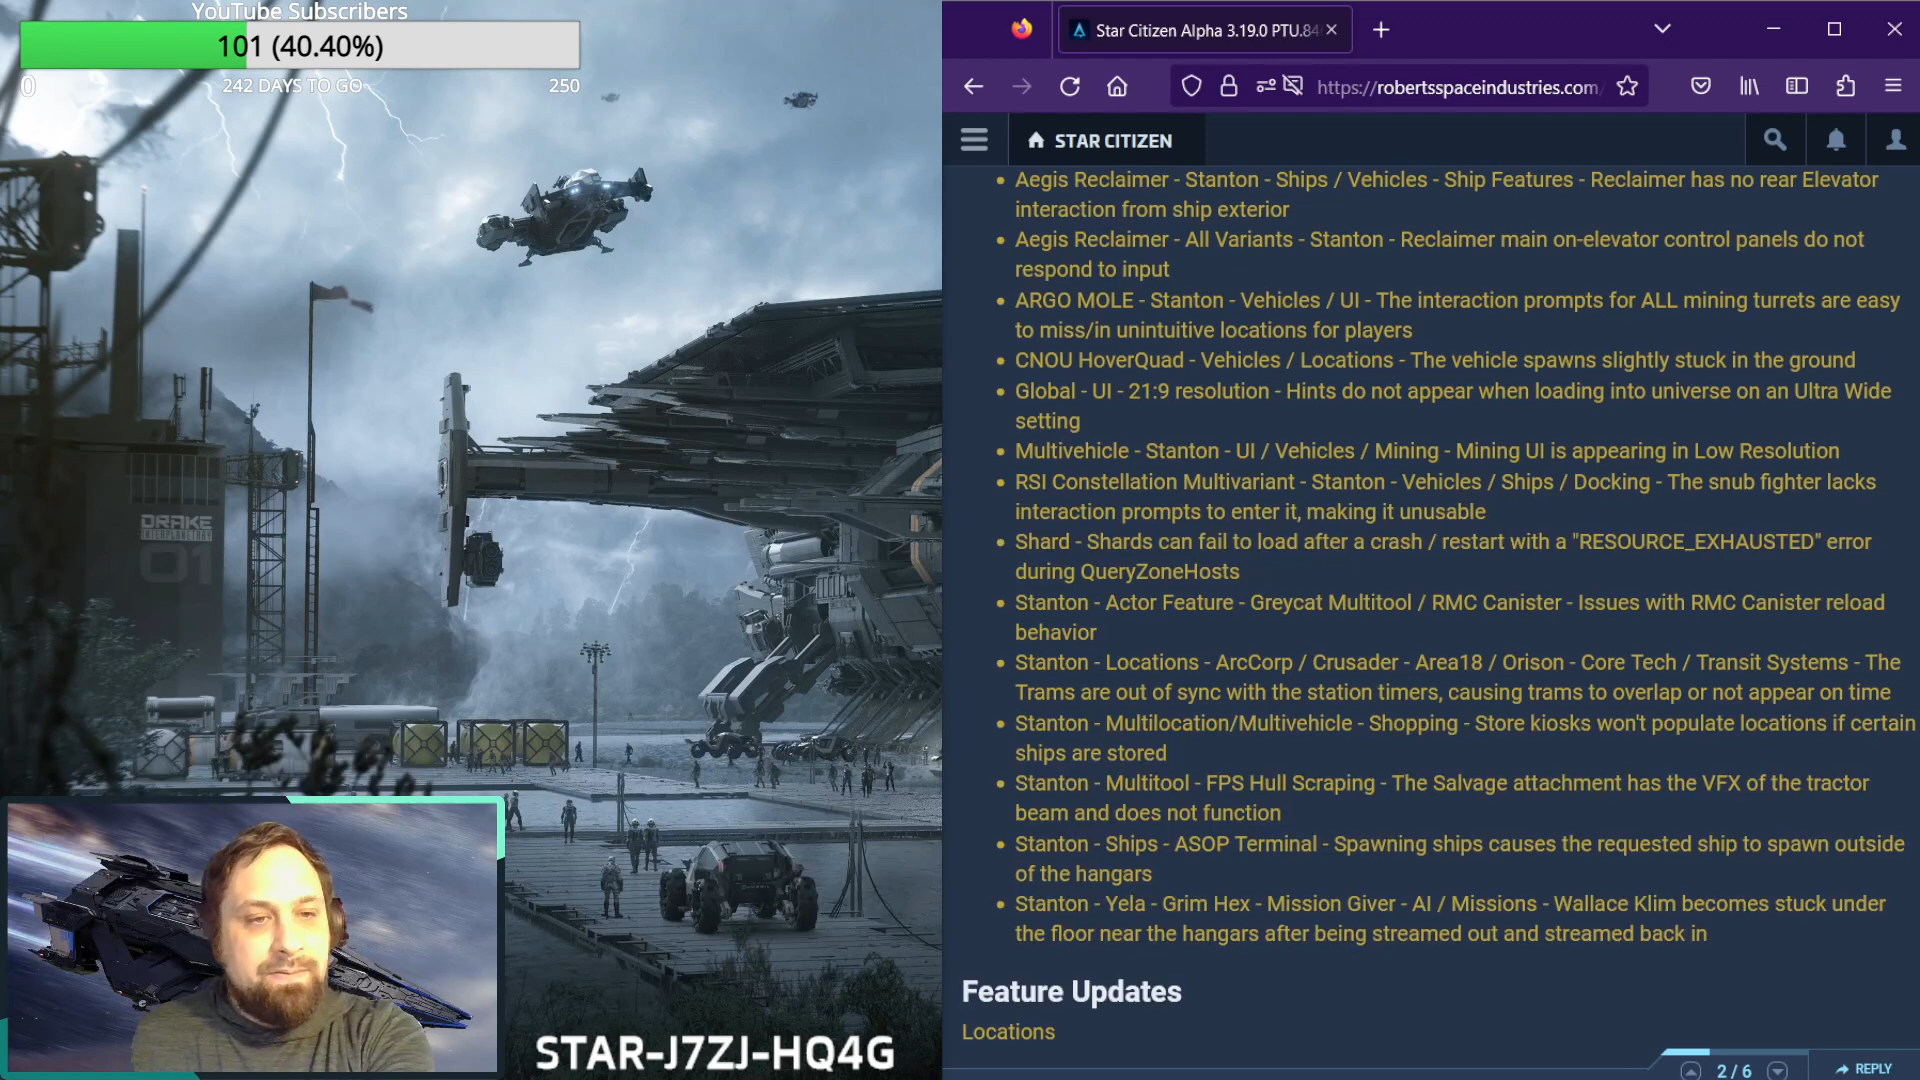 YouTube Subscribers
101 (40.40%)
0
242 DAYS TO GO
250
DRAKE
INTERPLANETARY
01
STAR-J7ZJ-HQ4G
Star Citizen Alpha 3.19.0 PTU.84
https://robertsspaceindustries.com
STAR CITIZEN
Aegis Reclaimer - Stanton - Ships / Vehicles - Ship Features - Reclaimer has no rear Elevator
interaction from ship exterior
Aegis Reclaimer - All Variants - Stanton - Reclaimer main on-elevator control panels do not
respond to input
ARGO MOLE - Stanton - Vehicles / UI - The interaction prompts for ALL mining turrets are easy
to miss/in unintuitive locations for players
CNOU HoverQuad - Vehicles / Locations - The vehicle spawns slightly stuck in the ground
Global - UI - 21:9 resolution - Hints do not appear when loading into universe on an Ultra Wide
setting
Multivehicle - Stanton - UI / Vehicles / Mining - Mining UI is appearing in Low Resolution
RSI Constellation Multivariant - Stanton - Vehicles / Ships / Docking - The snub fighter lacks
interaction prompts to enter it, making it unusable
Shard - Shards can fail to load after a crash / restart with a "RESOURCE_EXHAUSTED" error
during QueryZoneHosts
Stanton - Actor Feature - Greycat Multitool / RMC Canister - Issues with RMC Canister reload
behavior
Stanton - Locations - ArcCorp / Crusader - Area18 / Orison - Core Tech / Transit Systems - The
Trams are out of sync with the station timers, causing trams to overlap or not appear on time
Stanton - Multilocation/Multivehicle - Shopping - Store kiosks won't populate locations if certain
ships are stored
Stanton - Multitool - FPS Hull Scraping - The Salvage attachment has the VFX of the tractor
beam and does not function
Stanton - Ships - ASOP Terminal - Spawning ships causes the requested ship to spawn outside
of the hangars
Stanton - Yela - Grim Hex - Mission Giver - AI / Missions - Wallace Klim becomes stuck under
the floor near the hangars after being streamed out and streamed back in
Feature Updates
Locations
2/6
REPLY